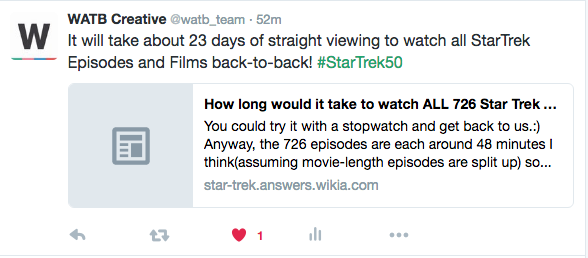 W
WATB Creative @watb_team · 52m
It will take about 23 days of straight viewing to watch all StarTrek
Episodes and Films back-to-back! #StarTrek50
How long would it take to watch ALL 726 Star Trek ...
You could try it with a stopwatch and get back to us.:)
Anyway, the 726 episodes are each around 48 minutes I
think(assuming movie-length episodes are split up) so...
star-trek.answers.wikia.com
1